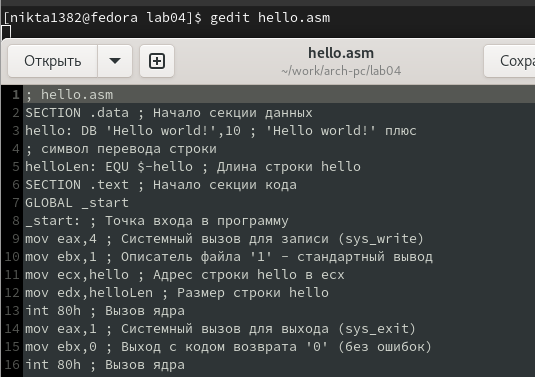 [nikta1382@fedora lab04]$ gedit hello.asm
Открыть
hello.asm
~/work/arch-pc/lab04
1 ; hello.asm
2 SECTION .data ; Начало секции данных
3 hello: DB 'Hello world!',10 ; 'Hello world!' плюс
4 ; символ перевода строки
5 helloLen: EQU $-hello ; Длина строки hello
6 SECTION .text ; Начало секции кода
7 GLOBAL _start
8 _start: ; Точка входа в программу
9 mov eax,4 ; Системный вызов для записи (sys_write)
10 mov ebx,1 ; Описатель файла '1' - стандартный вывод
11 mov ecx,hello ; Адрес строки hello в ecx
12 mov edx,helloLen ; Размер строки hello
13 int 80h ; Вызов ядра
14 mov eax,1 ; Системный вызов для выхода (sys_exit)
15 mov ebx,0 ; Выход с кодом возврата '0' (без ошибок)
16 int 80h ; Вызов ядра